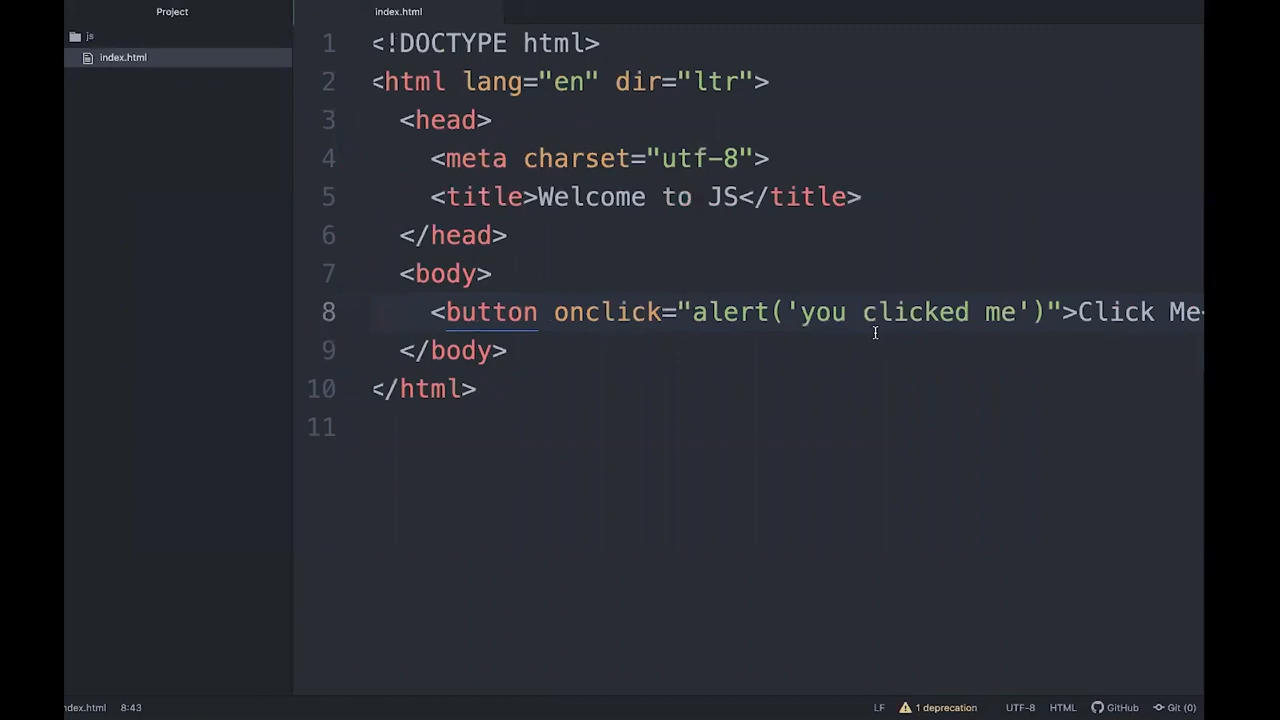 Project
index.html
js
index.html
1 <!DOCTYPE html>
2 <html lang="en" dir="ltr">
3 <head>
4 <meta charset="utf-8">
5 <title>Welcome to JS</title>
6 </head>
7 <body>
8 <button onclick="alert('you clicked me')">Click Me<
9 </body>
10 </html>
11
ndex.html 8:43 LF 1 deprecation UTF-8 HTML GitHub Git (0)